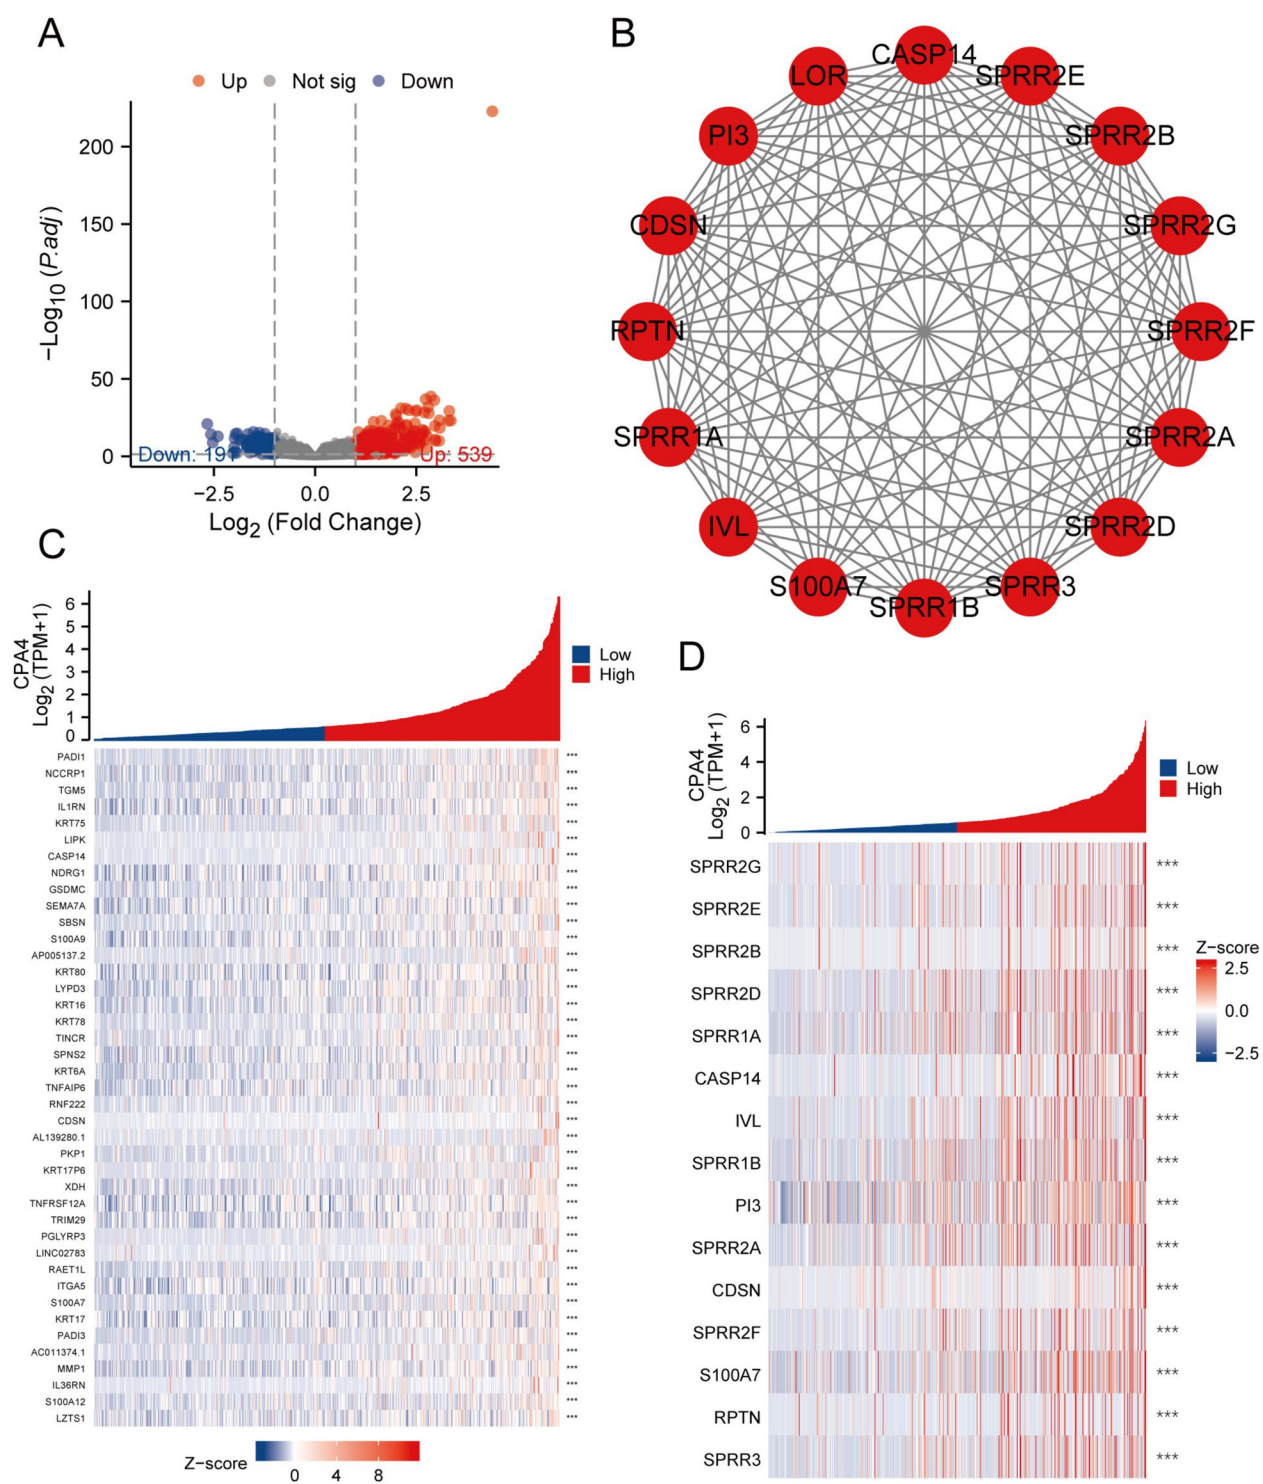 A
Up Not sig Down
−Log10 (P.adj)
200
150
100
50
0
Down: 191
Up: 539
−2.5 0.0 2.5
Log2 (Fold Change)
B
CASP14
SPRR2E
SPRR2B
SPRR2G
SPRR2F
SPRR2A
SPRR2D
SPRR3
SPRR1B
S100A7
IVL
SPRR1A
RPTN
CDSN
PI3
LOR
C
CPA4
Log2 (TPM+1)
6
5
4
3
2
1
0
Low
High
PADI1 ***
NCCRP1 ***
TGM5 ***
IL1RN ***
KRT75 ***
LIPK ***
CASP14 ***
NDRG1 ***
GSDMC ***
SEMA7A ***
SBSN ***
S100A9 ***
AP005137.2 ***
KRT80 ***
LYPD3 ***
KRT16 ***
KRT78 ***
TINCR ***
SPNS2 ***
KRT6A ***
TNFAIP6 ***
RNF222 ***
CDSN ***
AL139280.1 ***
PKP1 ***
KRT17P6 ***
XDH ***
TNFRSF12A ***
TRIM29 ***
PGLYRP3 ***
LINC02783 ***
RAET1L ***
ITGA5 ***
S100A7 ***
KRT17 ***
PADI3 ***
AC011374.1 ***
MMP1 ***
IL36RN ***
S100A12 ***
LZTS1 ***
Z−score
0 4 8
D
CPA4
Log2 (TPM+1)
6
4
2
0
Low
High
SPRR2G ***
SPRR2E ***
SPRR2B ***
SPRR2D ***
SPRR1A ***
CASP14 ***
IVL ***
SPRR1B ***
PI3 ***
SPRR2A ***
CDSN ***
SPRR2F ***
S100A7 ***
RPTN ***
SPRR3 ***
Z−score
2.5
0.0
−2.5